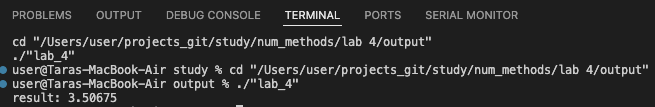 PROBLEMS OUTPUT DEBUG CONSOLE TERMINAL PORTS SERIAL MONITOR
cd "/Users/user/projects_git/study/num_methods/lab 4/output"
./"lab_4"
user@Taras-MacBook-Air study % cd "/Users/user/projects_git/study/num_methods/lab 4/output"
user@Taras-MacBook-Air output % ./"lab_4"
result: 3.50675